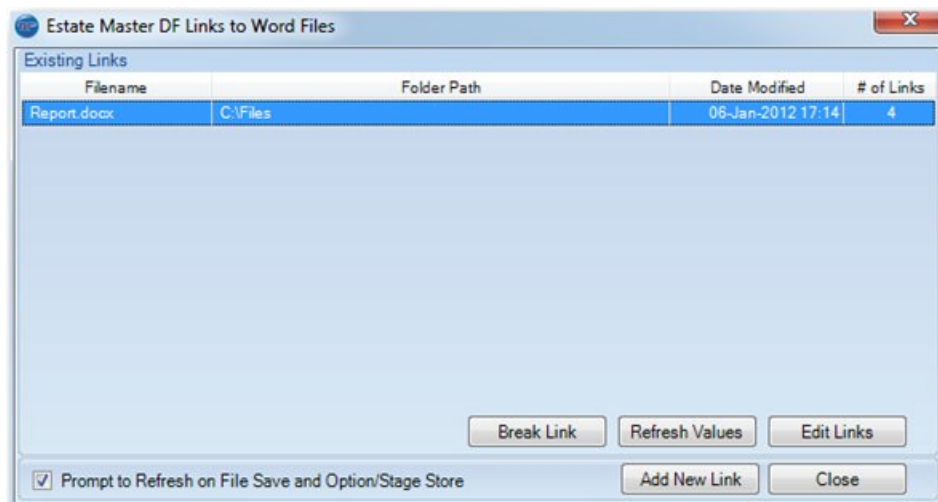 Estate Master DF Links to Word Files
Existing Links
Filename Folder Path Date Modified # of Links
Report.docx C:\Files 06-Jan-2012 17:14 4
Break Link Refresh Values Edit Links
Prompt to Refresh on File Save and Option/Stage Store Add New Link Close